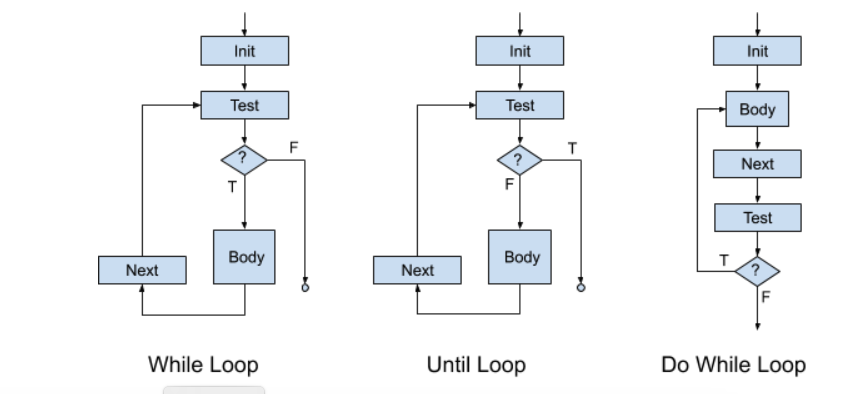 Init
Test
?
F
T
Body
Next
While Loop
Init
Test
?
T
F
Body
Next
Until Loop
Init
Body
Next
Test
T
?
F
Do While Loop